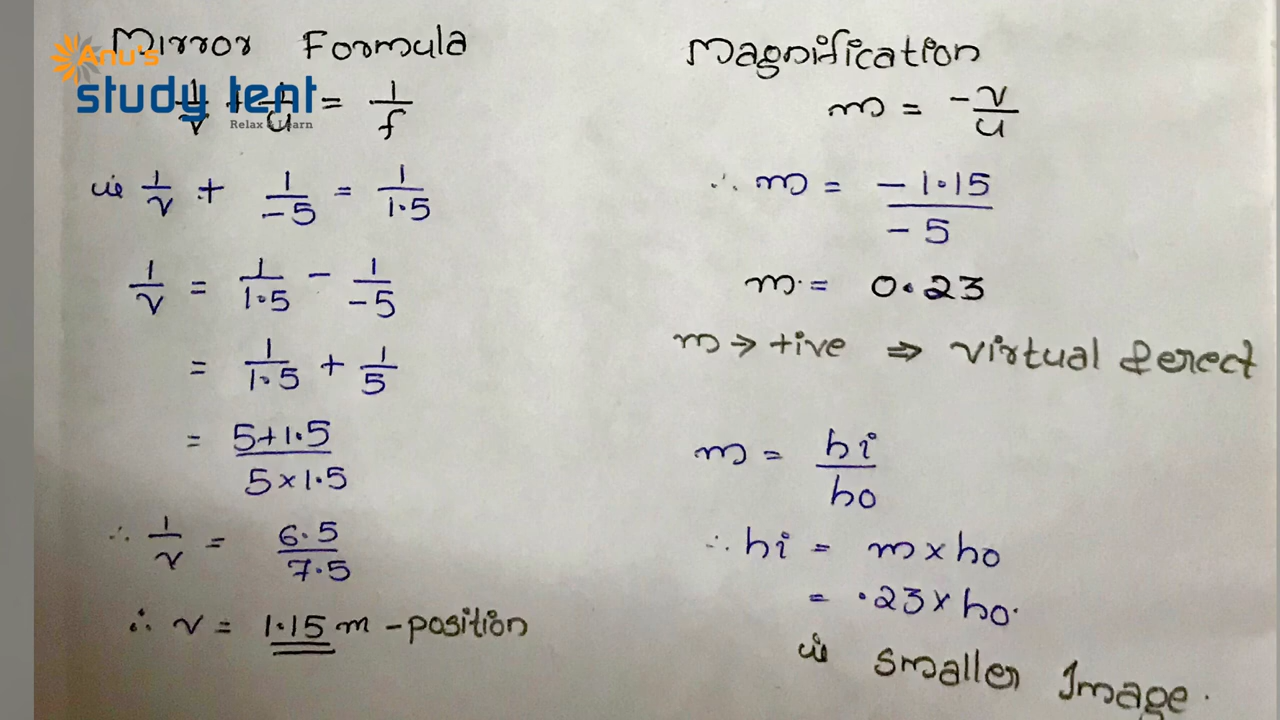 Mirror Formula
Anu's
study tent
Relax & Learn
1/v + 1/u = 1/f
ie 1/v + 1/-5 = 1/1.5
1/v = 1/1.5 - 1/-5
= 1/1.5 + 1/5
= 5+1.5/5×1.5
∴ 1/v = 6.5/7.5
∴ v = 1.15 m - position
Magnification
m = -v/u
∴ m = -1.15/-5
m = 0.23
m → +ive ⇒ virtual & erect
m = hi/ho
∴ hi = m × ho
= .23 × ho.
ie smaller Image.